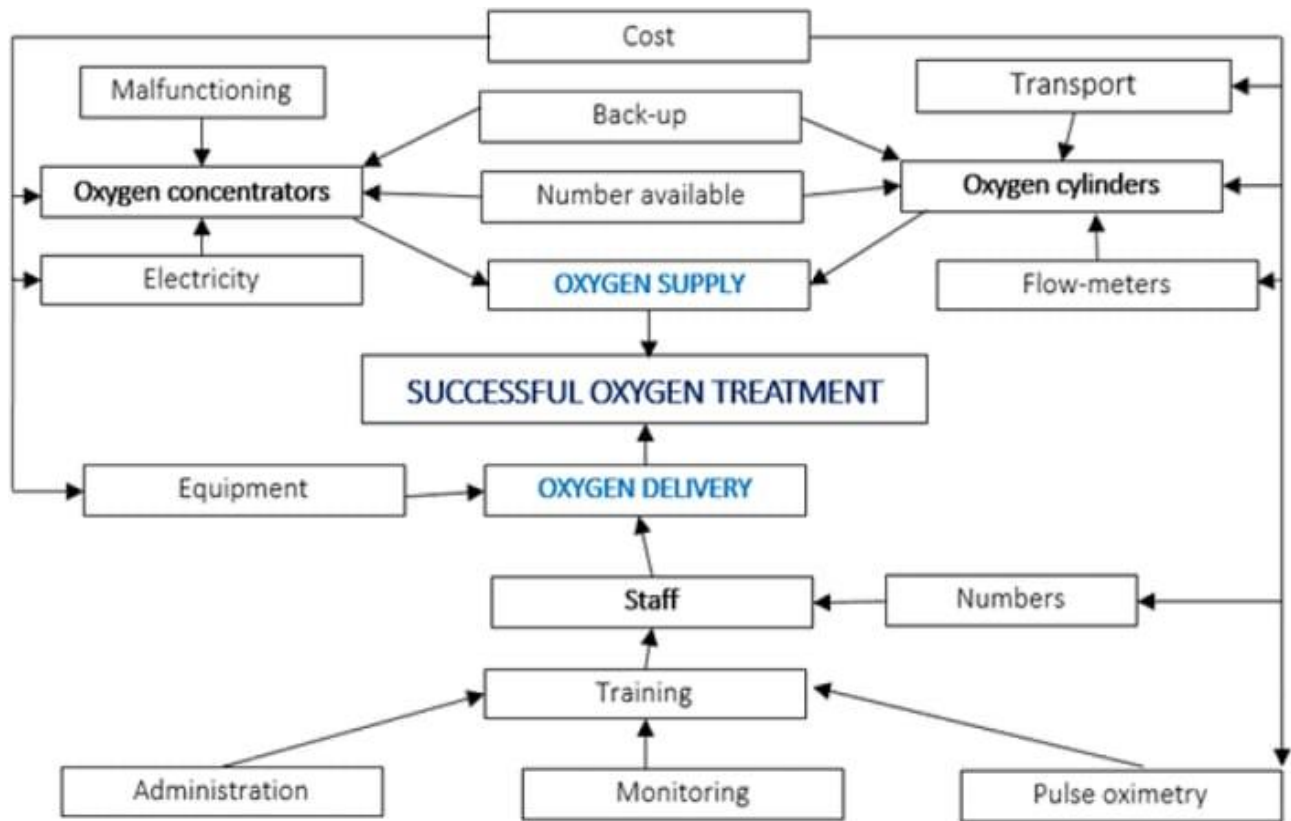 Cost
Malfunctioning
Back-up
Transport
Oxygen concentrators
Number available
Oxygen cylinders
Electricity
OXYGEN SUPPLY
Flow-meters
SUCCESSFUL OXYGEN TREATMENT
Equipment
OXYGEN DELIVERY
Staff
Numbers
Training
Administration
Monitoring
Pulse oximetry